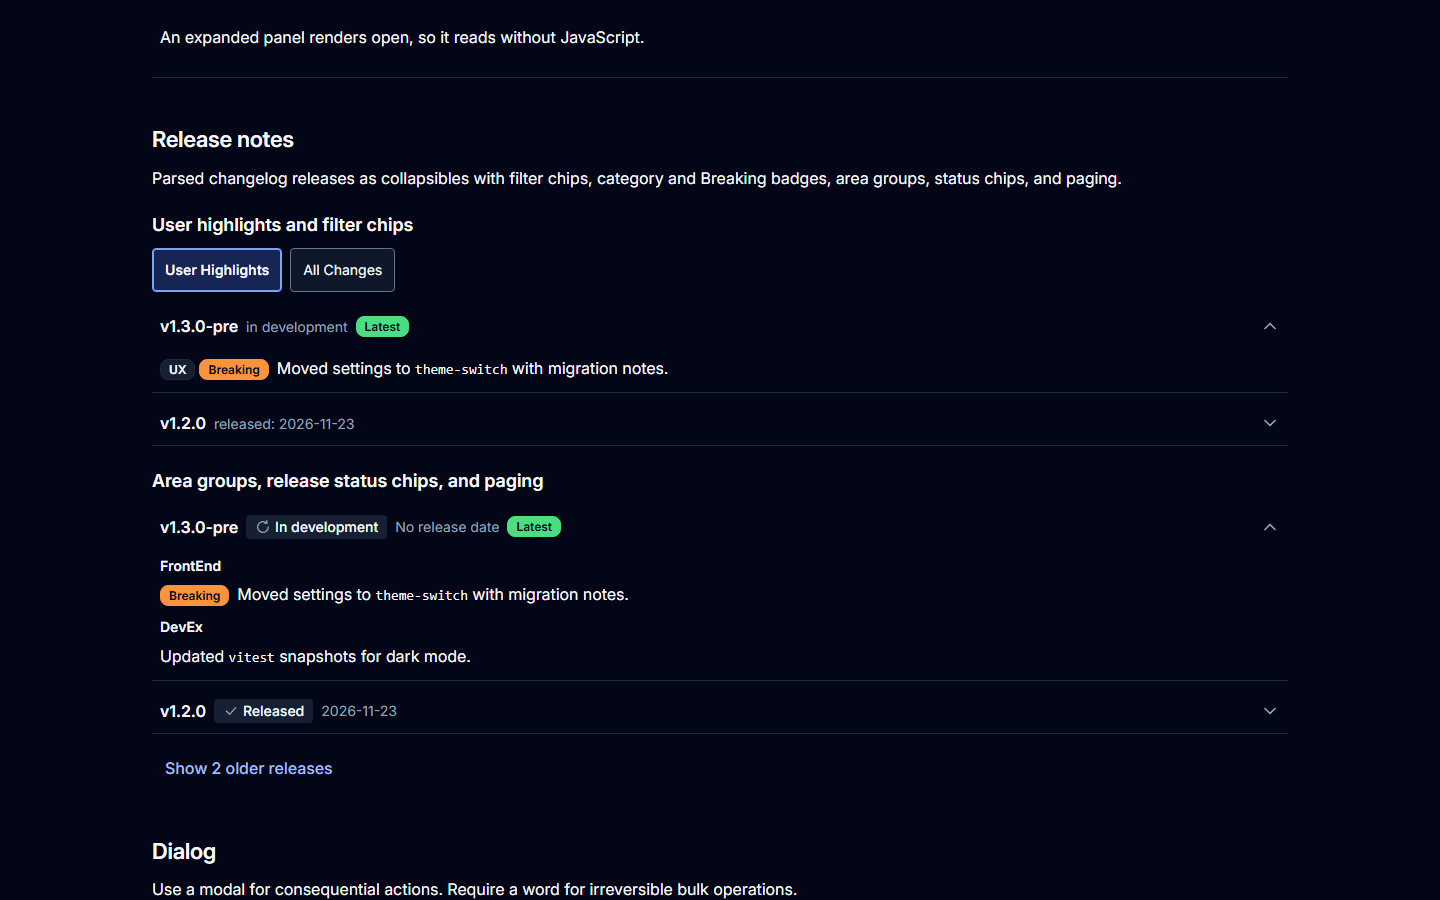 An expanded panel renders open, so it reads without JavaScript.
Release notes
Parsed changelog releases as collapsibles with filter chips, category and Breaking badges, area groups, status chips, and paging.
User highlights and filter chips
User Highlights All Changes
v1.3.0-pre in development Latest
UX Breaking Moved settings to theme-switch with migration notes.
v1.2.0 released: 2026-11-23
Area groups, release status chips, and paging
v1.3.0-pre In development No release date Latest
FrontEnd
Breaking Moved settings to theme-switch with migration notes.
DevEx
Updated vitest snapshots for dark mode.
v1.2.0 Released 2026-11-23
Show 2 older releases
Dialog
Use a modal for consequential actions. Require a word for irreversible bulk operations.